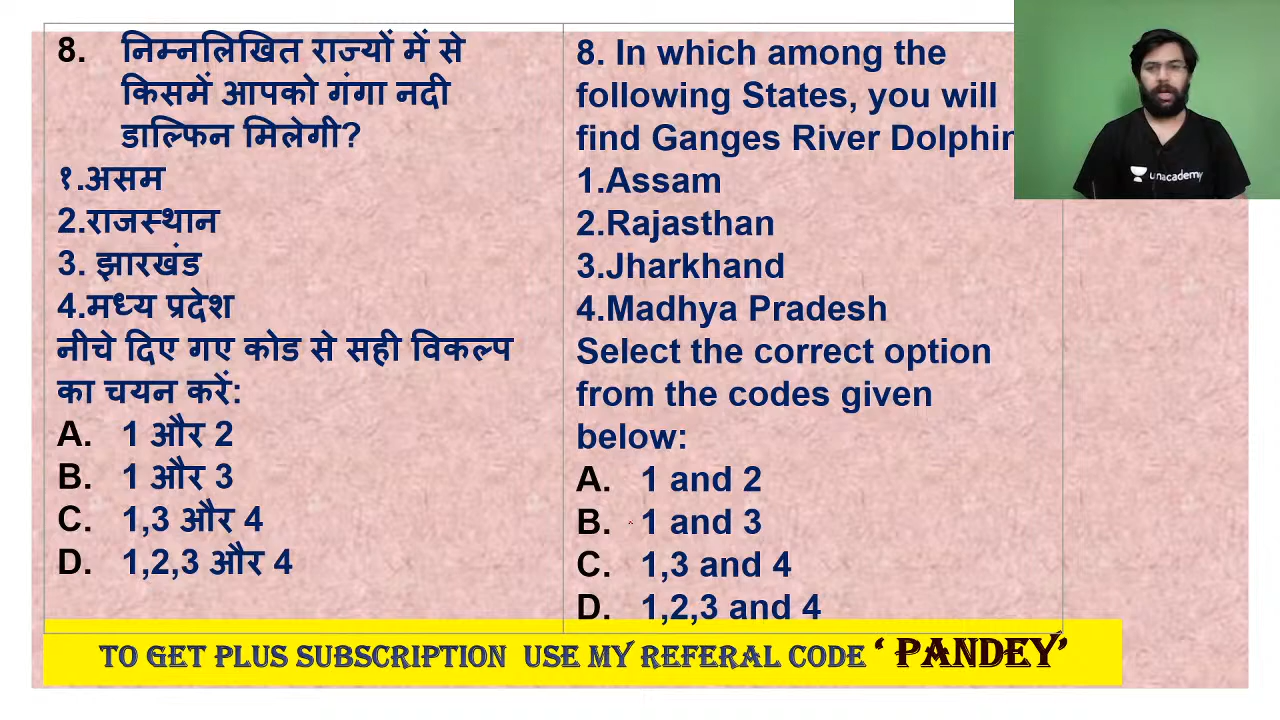 8. निम्नलिखित राज्यों में से
किसमें आपको गंगा नदी
डाल्फिन मिलेगी?
१.असम
2.राजस्थान
3. झारखंड
4.मध्य प्रदेश
नीचे दिए गए कोड से सही विकल्प
का चयन करें:
A. 1 और 2
B. 1 और 3
C. 1,3 और 4
D. 1,2,3 और 4
8. In which among the
following States, you will
find Ganges River Dolphin
1.Assam
2.Rajasthan
3.Jharkhand
4.Madhya Pradesh
Select the correct option
from the codes given
below:
A. 1 and 2
B. 1 and 3
C. 1,3 and 4
D. 1,2,3 and 4
unacademy
TO GET PLUS SUBSCRIPTION USE MY REFERAL CODE ‘ PANDEY’